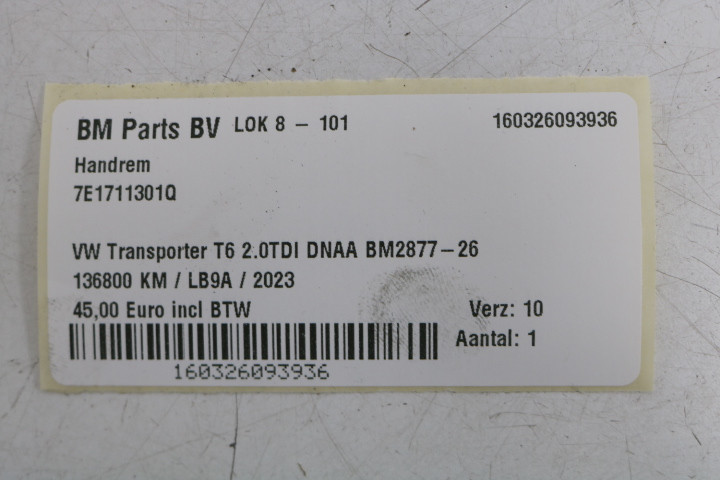 BM Parts BV LOK 8 - 101 160326093936
Handrem
7E1711301Q
VW Transporter T6 2.0TDI DNAA BM2877-26
136800 KM / LB9A / 2023
45,00 Euro incl BTW Verz: 10
Aantal: 1
160326093936